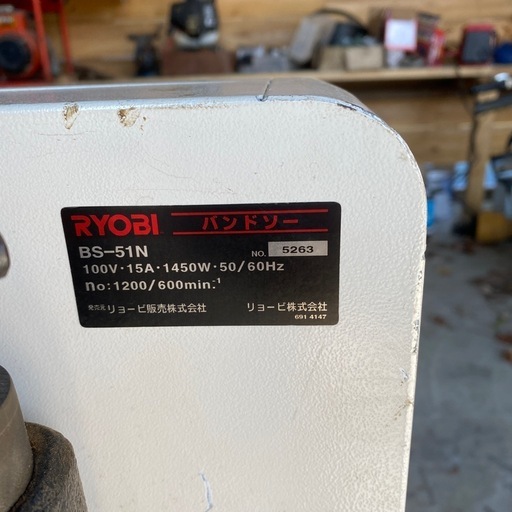 RYOBI バンドソー
BS-51N NO. 5263
100V・15A・1450W・50/60Hz
no:1200/600min.-1
発売元 リョービ販売株式会社 リョービ株式会社
691 4147